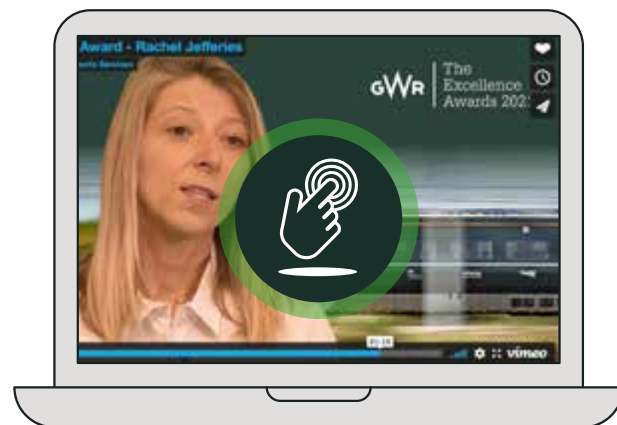 Award - Rachel Jefferies
GWR
The
Excellence
Awards 202
vimeo